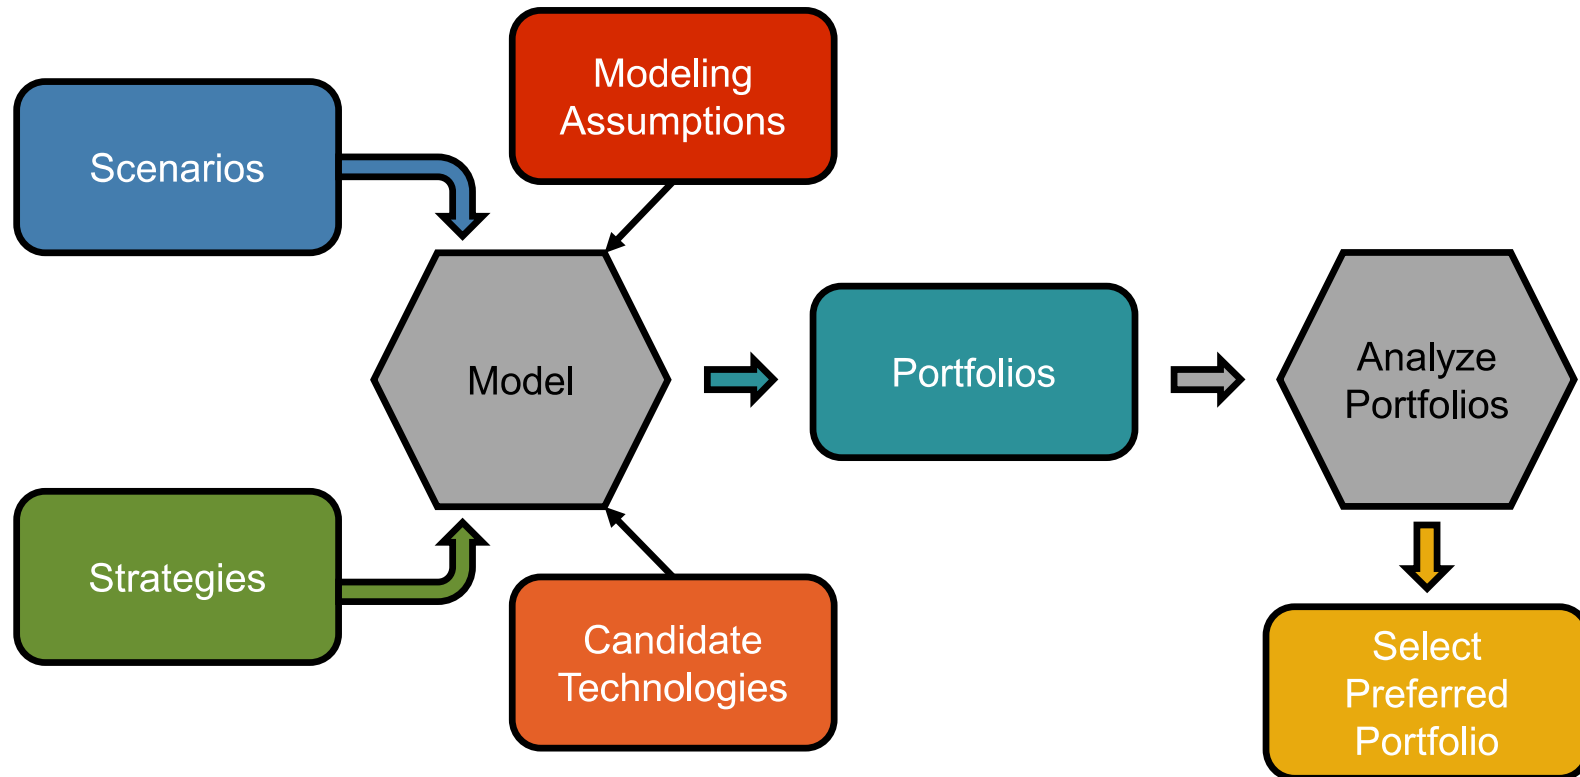 Modeling
Assumptions
Scenarios
Model
Portfolios
Analyze
Portfolios
Strategies
Candidate
Technologies
Select
Preferred
Portfolio